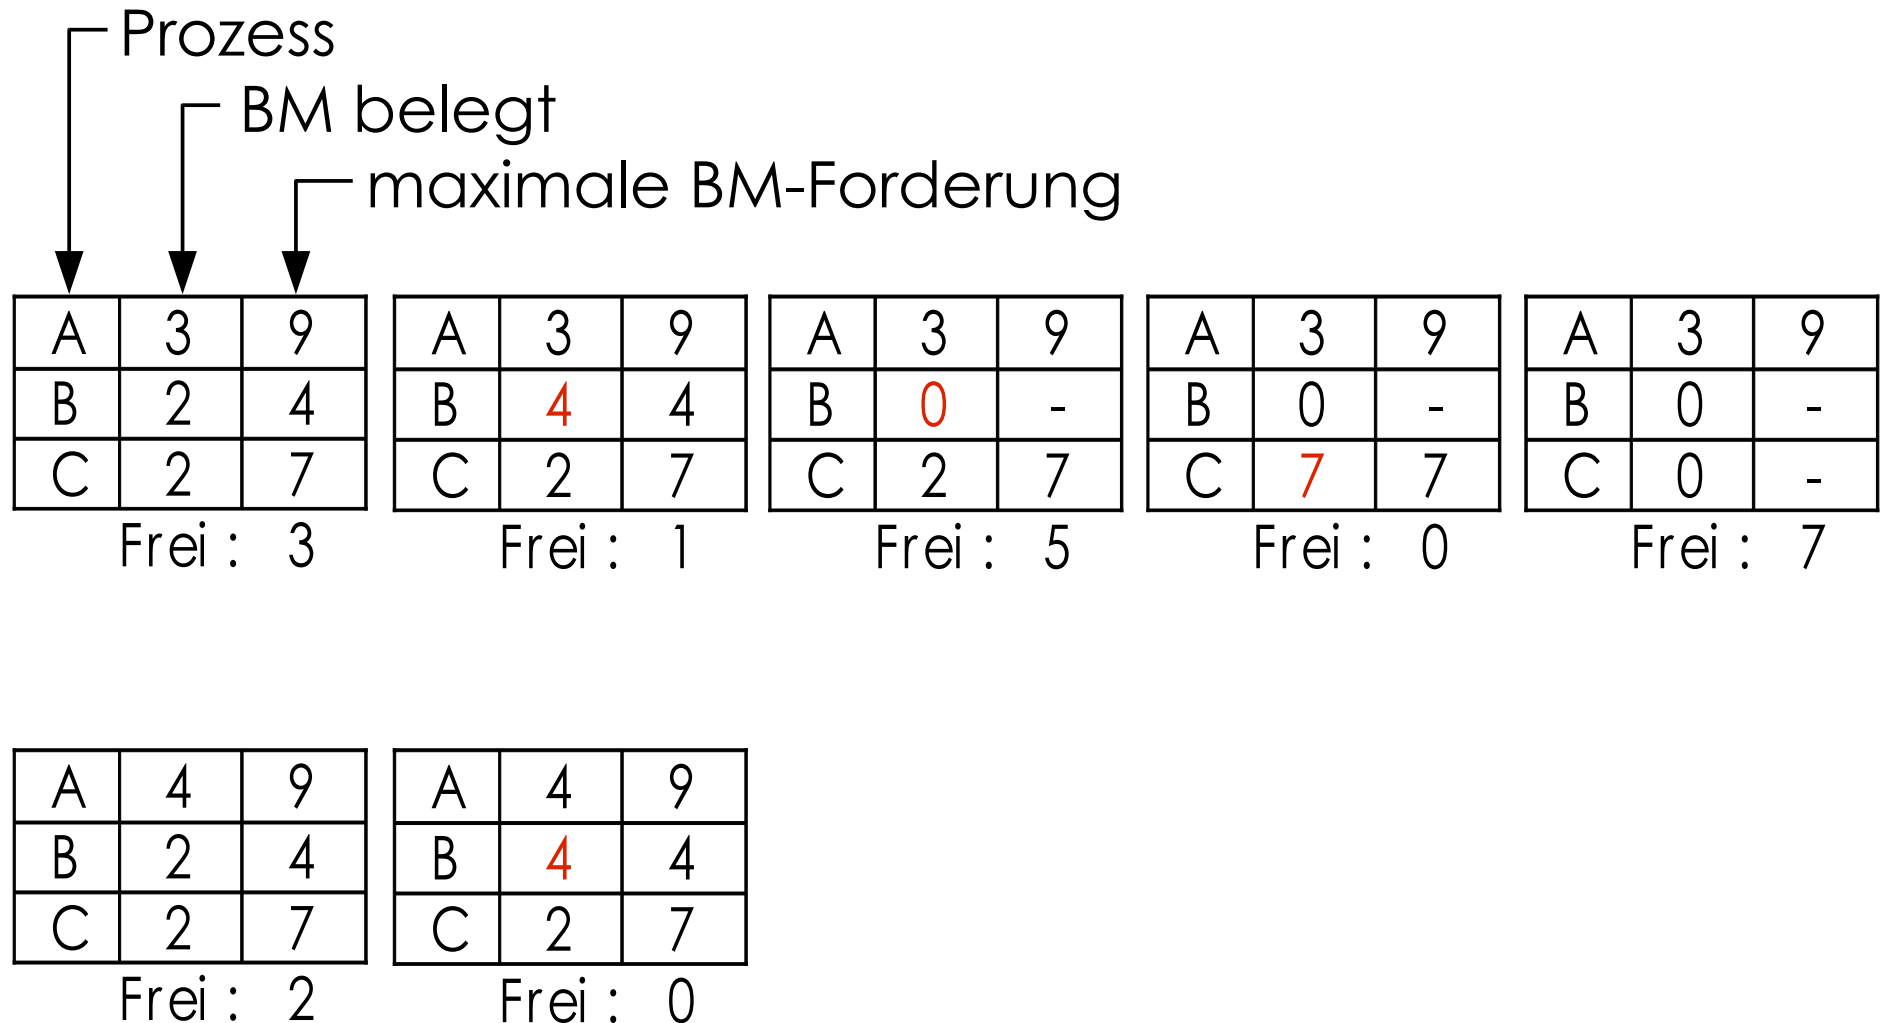 Prozess
BM belegt
maximale BM-Forderung
A 3 9 A 3 9 A 3 9 A 3 9 A 3 9
B 2 4 B 4 4 B 0 - B 0 - B 0 -
C 2 7 C 2 7 C 2 7 C 7 7 C 0 -
Frei : 3 Frei : 1 Frei : 5 Frei : 0 Frei : 7
A 4 9 A 4 9
B 2 4 B 4 4
C 2 7 C 2 7
Frei : 2 Frei : 0